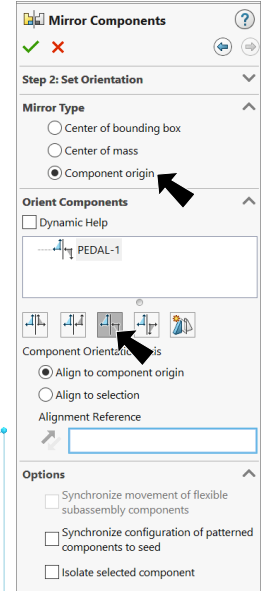 Mirror Components
?
Step 2: Set Orientation
Mirror Type
Center of bounding box
Center of mass
Component origin
Orient Components
Dynamic Help
PEDAL-1
Component Orientation
Align to component origin
Align to selection
Alignment Reference
Options
Synchronize movement of flexible
subassembly components
Synchronize configuration of patterned
components to seed
Isolate selected component